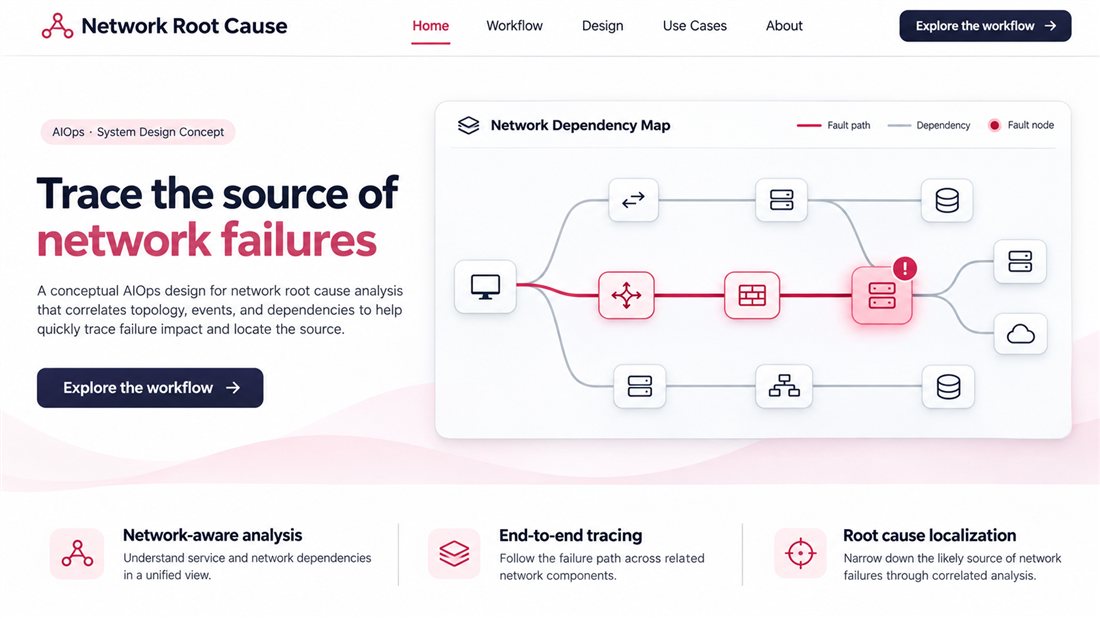 Network Root Cause
Home
Workflow
Design
Use Cases
About
Explore the workflow →
AIOps · System Design Concept
Trace the source of
network failures
A conceptual AIOps design for network root cause analysis
that correlates topology, events, and dependencies to help
quickly trace failure impact and locate the source.
Explore the workflow →
Network Dependency Map
Fault path
Dependency
Fault node
!
Network-aware analysis
Understand service and network dependencies
in a unified view.
End-to-end tracing
Follow the failure path across related
network components.
Root cause localization
Narrow down the likely source of network
failures through correlated analysis.